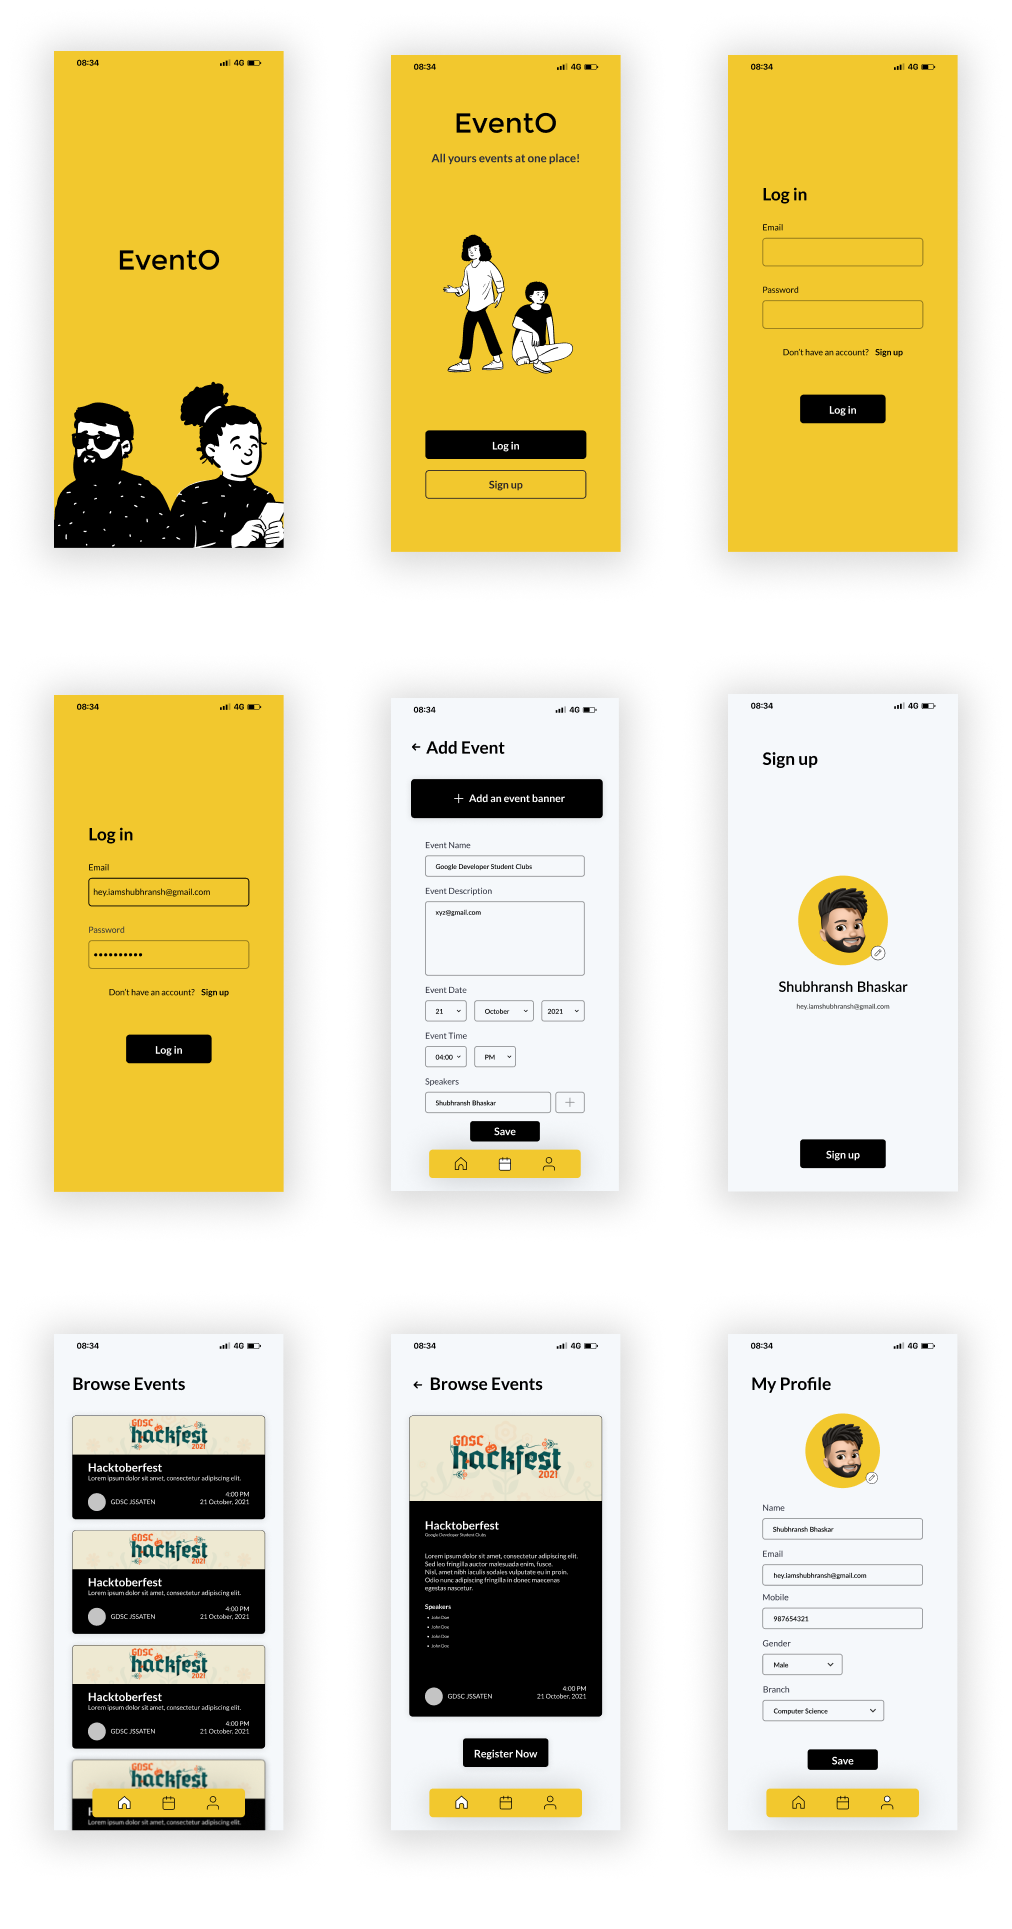 08:34
4G
EventO
08:34
4G
EventO
All yours events at one place!
Log in
Sign up
08:34
4G
Log in
Email
Password
Don't have an account? Sign up
Log in
08:34
4G
Log in
Email
hey.iamshubhransh@gmail.com
Password
Don't have an account? Sign up
Log in
08:34
4G
Add Event
Add an event banner
Event Name
Google Developer Student Clubs
Event Description
xyz@gmail.com
Event Date
21 October 2021
Event Time
04:00 PM
Speakers
Shubhransh Bhaskar
Save
08:34
4G
Sign up
Shubhransh Bhaskar
hey.iamshubhransh@gmail.com
Sign up
08:34
4G
Browse Events
GDSC
hackfest
2021
Hacktoberfest
Lorem ipsum dolor sit amet, consectetur adipiscing elit.
4:00 PM
GDSC JSSATEN
21 October, 2021
GDSC
hackfest
2021
Hacktoberfest
Lorem ipsum dolor sit amet, consectetur adipiscing elit.
4:00 PM
GDSC JSSATEN
21 October, 2021
GDSC
hackfest
2021
Hacktoberfest
Lorem ipsum dolor sit amet, consectetur adipiscing elit.
4:00 PM
GDSC JSSATEN
21 October, 2021
GDSC
hackfest
2021
H
Lorem ipsum dolor sit amet, consectetur adipiscing elit.
08:34
4G
Browse Events
GDSC
hackfest
2021
Hacktoberfest
Google Developer Student Clubs
Lorem ipsum dolor sit amet, consectetur adipiscing elit.
Sed leo fringilla auctor malesuada enim, fusce.
Nisl, amet nibh iaculis sodales vulputate eu in proin.
Odio nunc adipiscing fringilla in donec maecenas
egestas nascetur.
Speakers
John Doe
John Doe
John Doe
John Doe
4:00 PM
GDSC JSSATEN
21 October, 2021
Register Now
08:34
4G
My Profile
Name
Shubhransh Bhaskar
Email
hey.iamshubhransh@gmail.com
Mobile
987654321
Gender
Male
Branch
Computer Science
Save